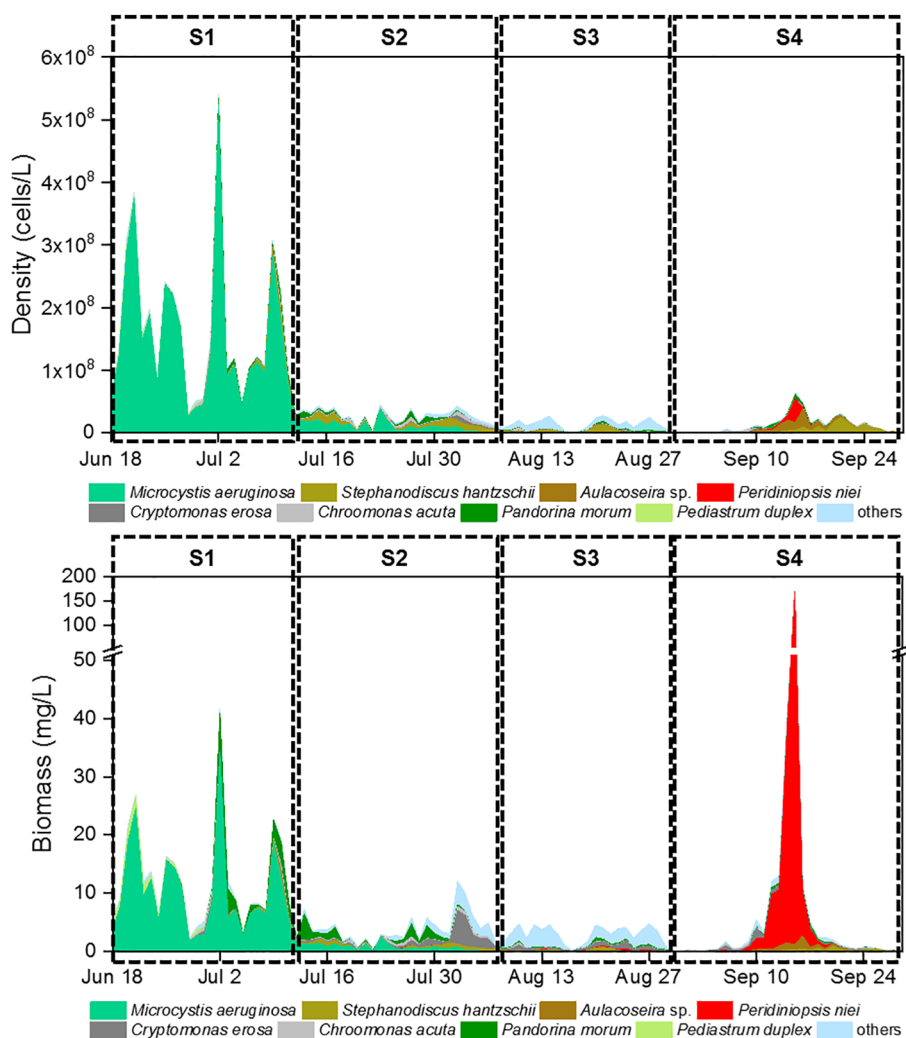 S1 S2 S3 S4
Density (cells/L)
6x10⁸
5x10⁸
4x10⁸
3x10⁸
2x10⁸
1x10⁸
0
Jun 18 Jul 2 Jul 16 Jul 30 Aug 13 Aug 27 Sep 10 Sep 24
Microcystis aeruginosa Stephanodiscus hantzschii Aulacoseira sp. Peridiniopsis niei
Cryptomonas erosa Chroomonas acuta Pandorina morum Pediastrum duplex others
S1 S2 S3 S4
Biomass (mg/L)
200
150
100
50
40
30
20
10
0
Jun 18 Jul 2 Jul 16 Jul 30 Aug 13 Aug 27 Sep 10 Sep 24
Microcystis aeruginosa Stephanodiscus hantzschii Aulacoseira sp. Peridiniopsis niei
Cryptomonas erosa Chroomonas acuta Pandorina morum Pediastrum duplex others